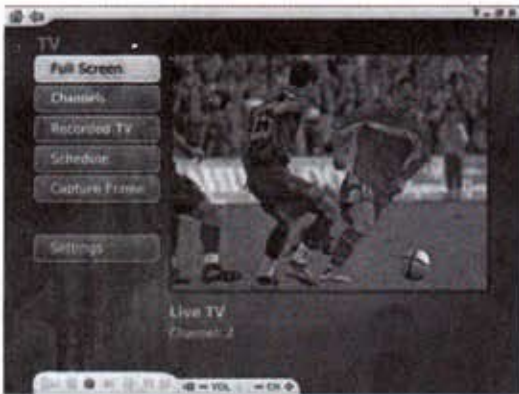 TV
Full Screen
Channels
Recorded TV
Schedule
Capture Frame
Settings
Live TV
Channel 2
VOL
CH